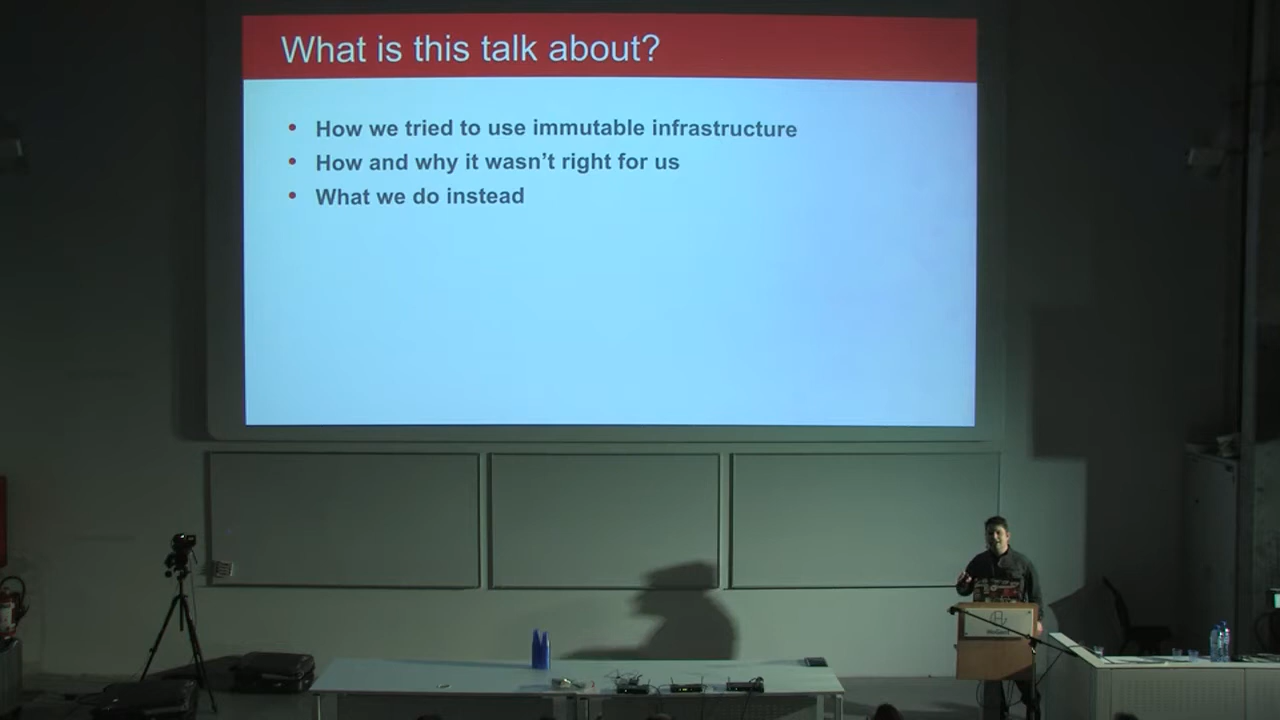 What is this talk about?
• How we tried to use immutable infrastructure
• How and why it wasn’t right for us
• What we do instead